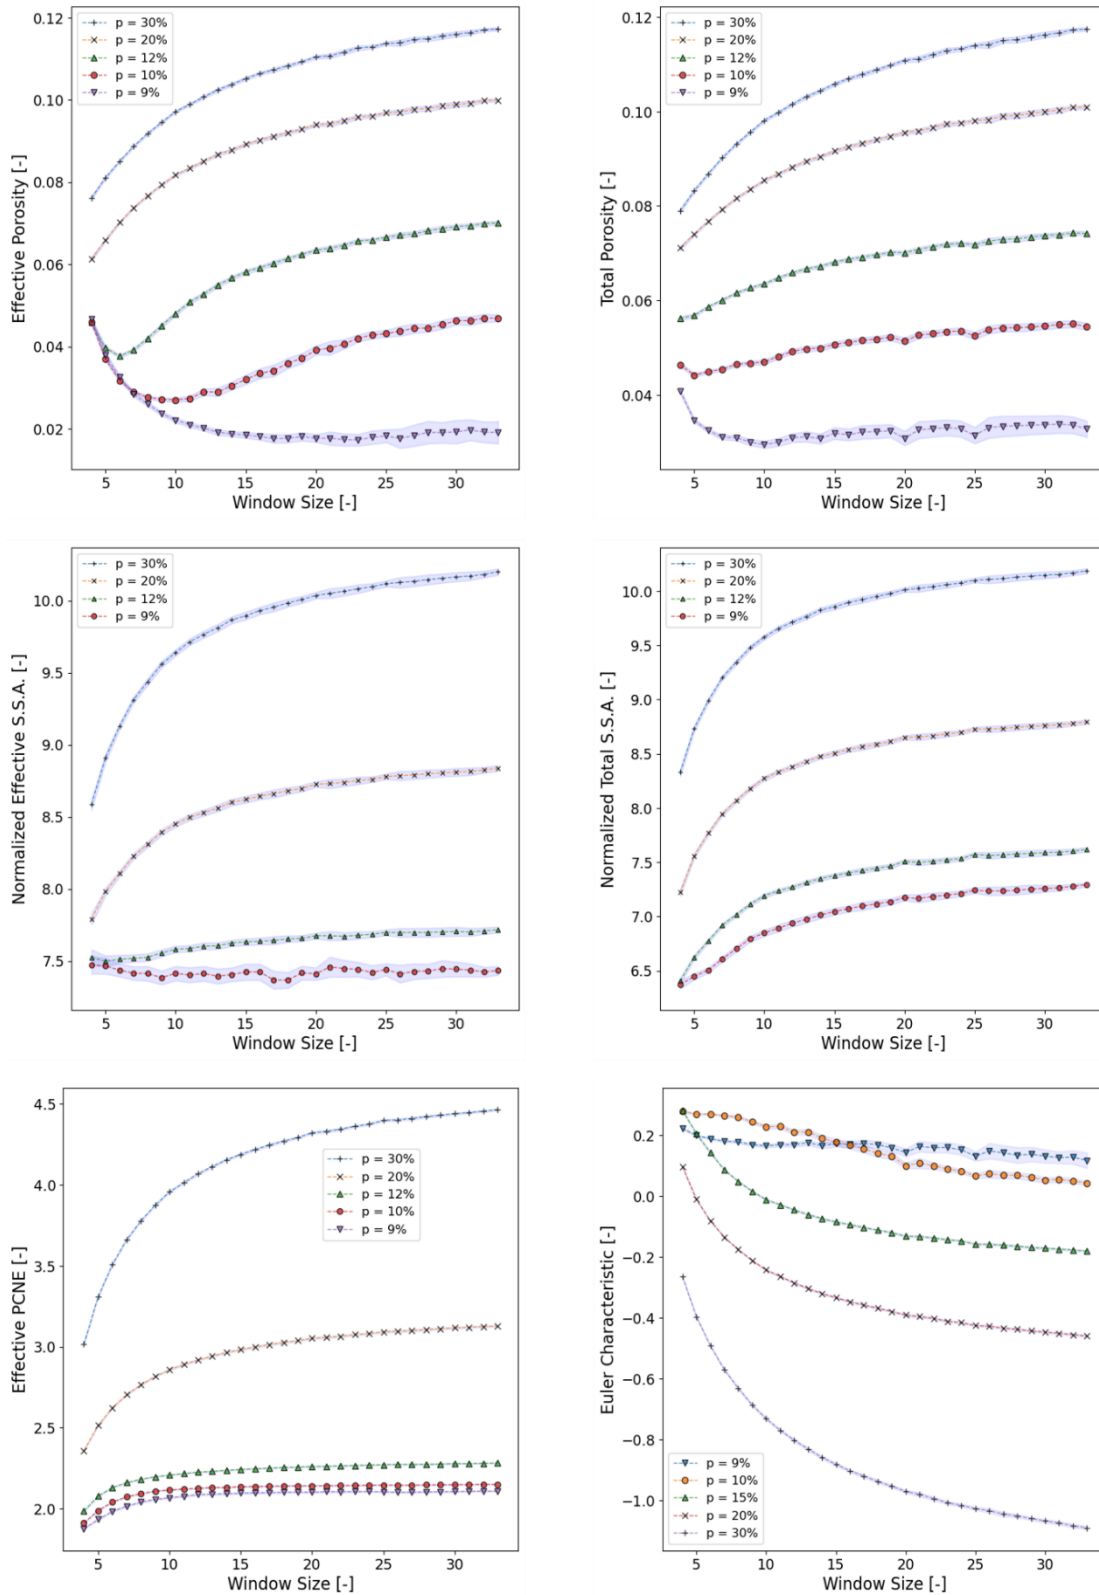 0.12
0.10
0.08
0.06
0.04
0.02
Effective Porosity [-]
p = 30%
p = 20%
p = 12%
p = 10%
p = 9%
5 10 15 20 25 30
Window Size [-]
0.12
0.10
0.08
0.06
0.04
Total Porosity [-]
p = 30%
p = 20%
p = 12%
p = 10%
p = 9%
5 10 15 20 25 30
Window Size [-]
10.0
9.5
9.0
8.5
8.0
7.5
Normalized Effective S.S.A. [-]
p = 30%
p = 20%
p = 12%
p = 9%
5 10 15 20 25 30
Window Size [-]
10.0
9.5
9.0
8.5
8.0
7.5
7.0
6.5
Normalized Total S.S.A. [-]
p = 30%
p = 20%
p = 12%
p = 9%
5 10 15 20 25 30
Window Size [-]
4.5
4.0
3.5
3.0
2.5
2.0
Effective PCNE [-]
p = 30%
p = 20%
p = 12%
p = 10%
p = 9%
5 10 15 20 25 30
Window Size [-]
0.2
0.0
−0.2
−0.4
−0.6
−0.8
−1.0
Euler Characteristic [-]
p = 9%
p = 10%
p = 15%
p = 20%
p = 30%
5 10 15 20 25 30
Window Size [-]